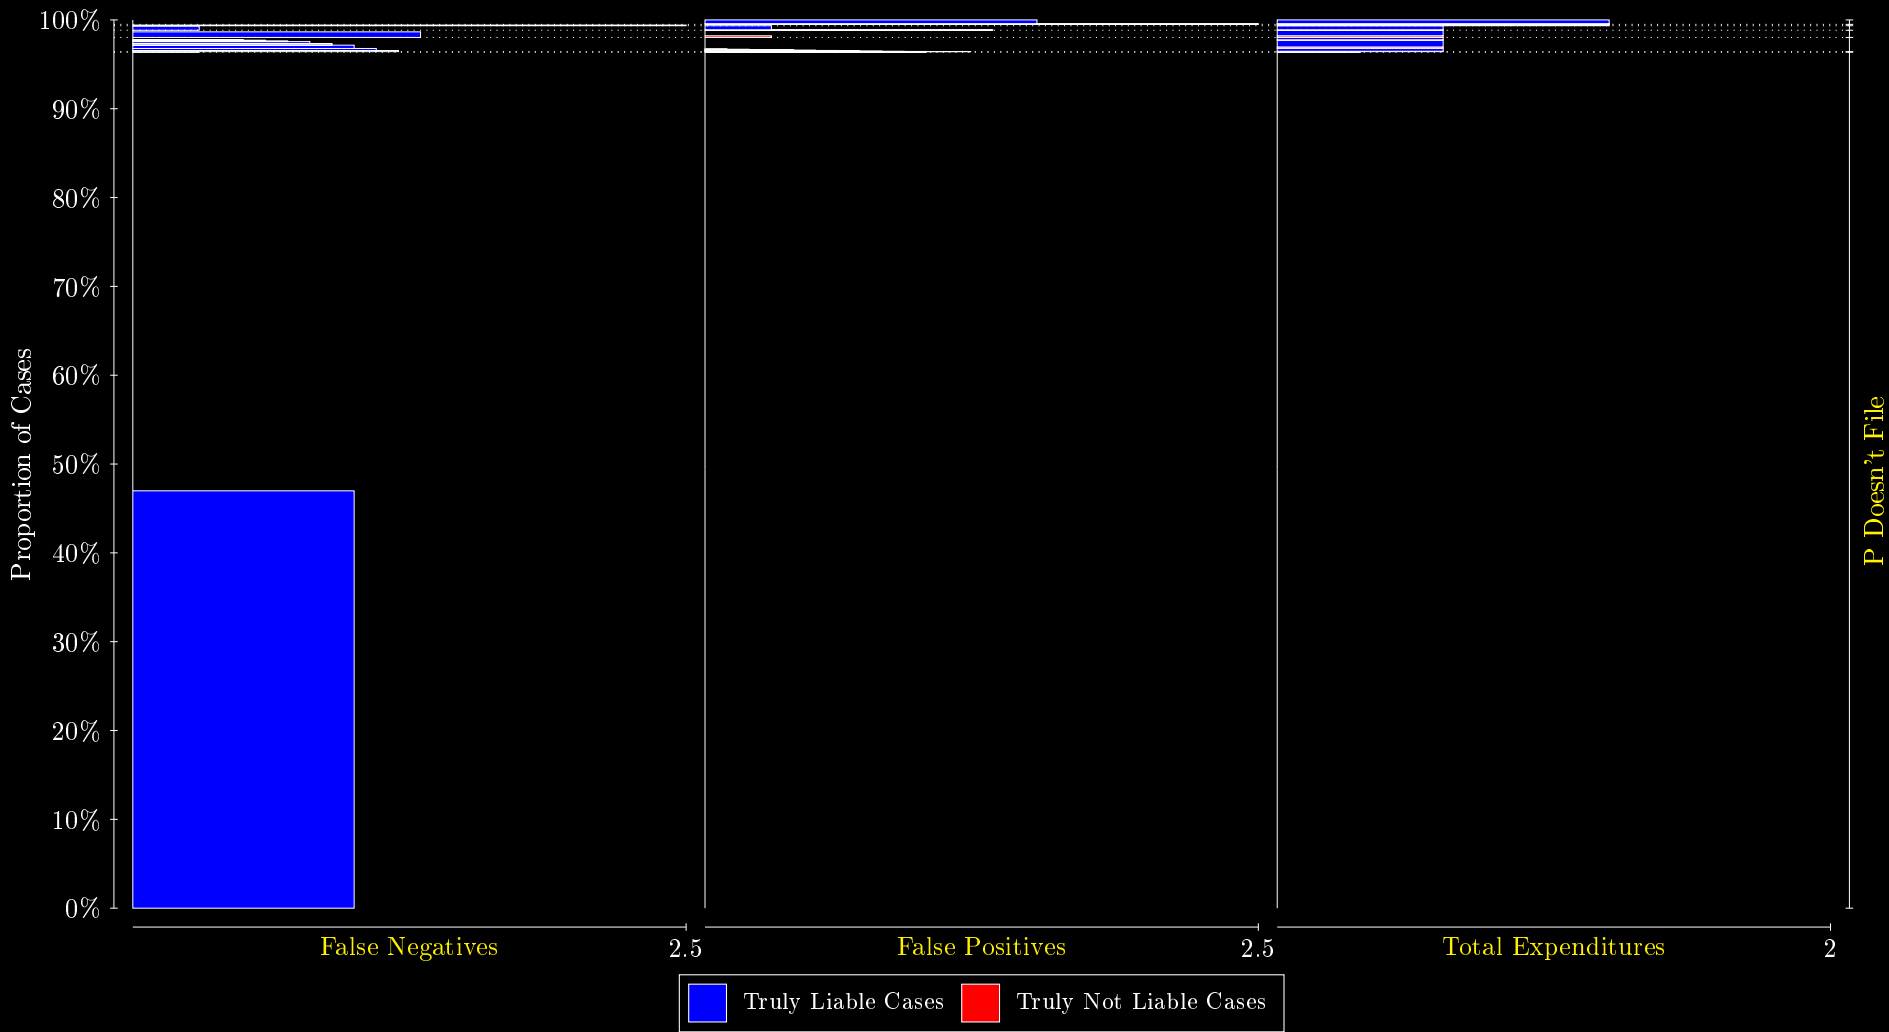 100%
90%
80%
70%
60%
50%
40%
30%
20%
10%
0%
Proportion of Cases
P Doesn't File
False Negatives
2.5
False Positives
2.5
Total Expenditures
2
Truly Liable Cases
Truly Not Liable Cases